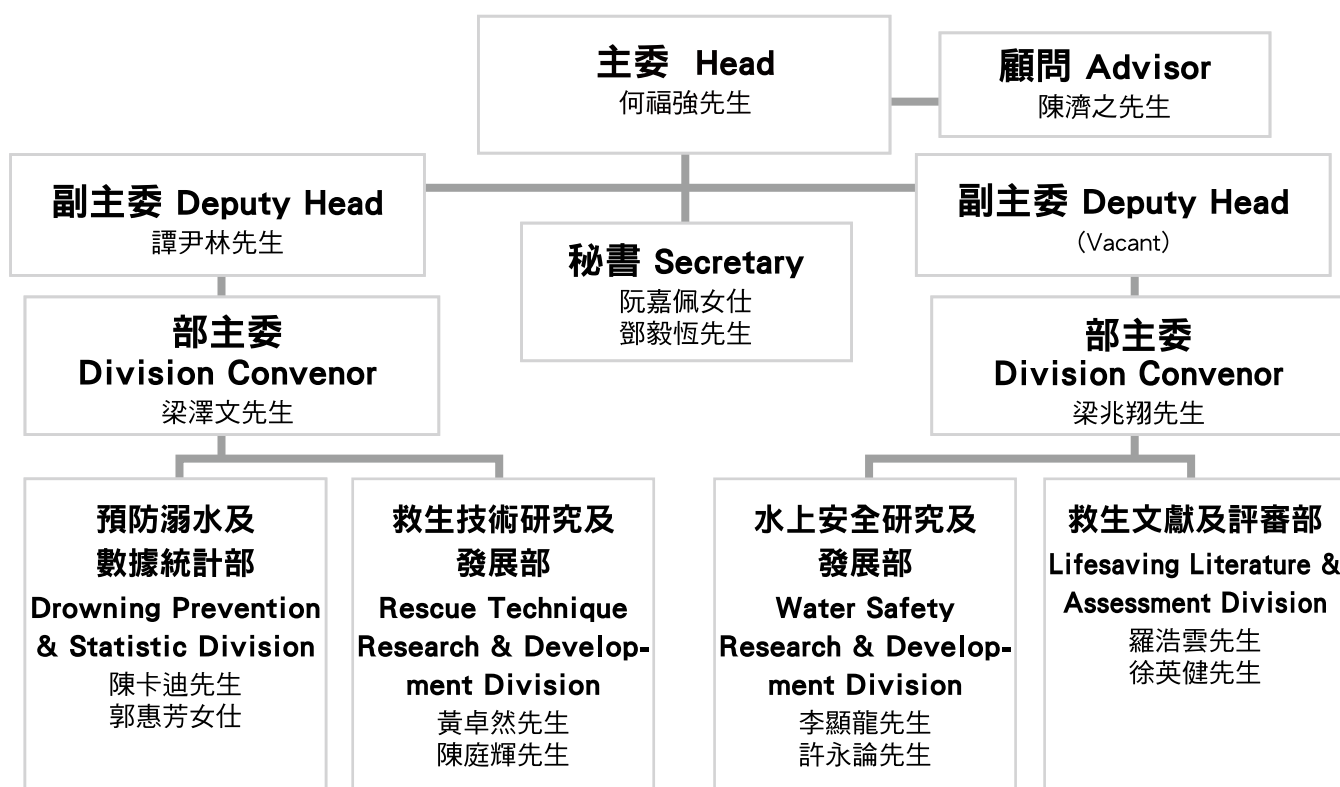 主委 Head
何福強先生
顧問 Advisor
陳濟之先生
副主委 Deputy Head
譚尹林先生
秘書 Secretary
阮嘉佩女仕
鄧毅恆先生
副主委 Deputy Head
(Vacant)
部主委
Division Convenor
梁澤文先生
部主委
Division Convenor
梁兆翔先生
預防溺水及
數據統計部
Drowning Prevention
& Statistic Division
陳卡迪先生
郭惠芳女仕
救生技術研究及
發展部
Rescue Technique
Research & Develop-
ment Division
黃卓然先生
陳庭輝先生
水上安全研究及
發展部
Water Safety
Research & Develop-
ment Division
李顯龍先生
許永論先生
救生文獻及評審部
Lifesaving Literature &
Assessment Division
羅浩雲先生
徐英健先生